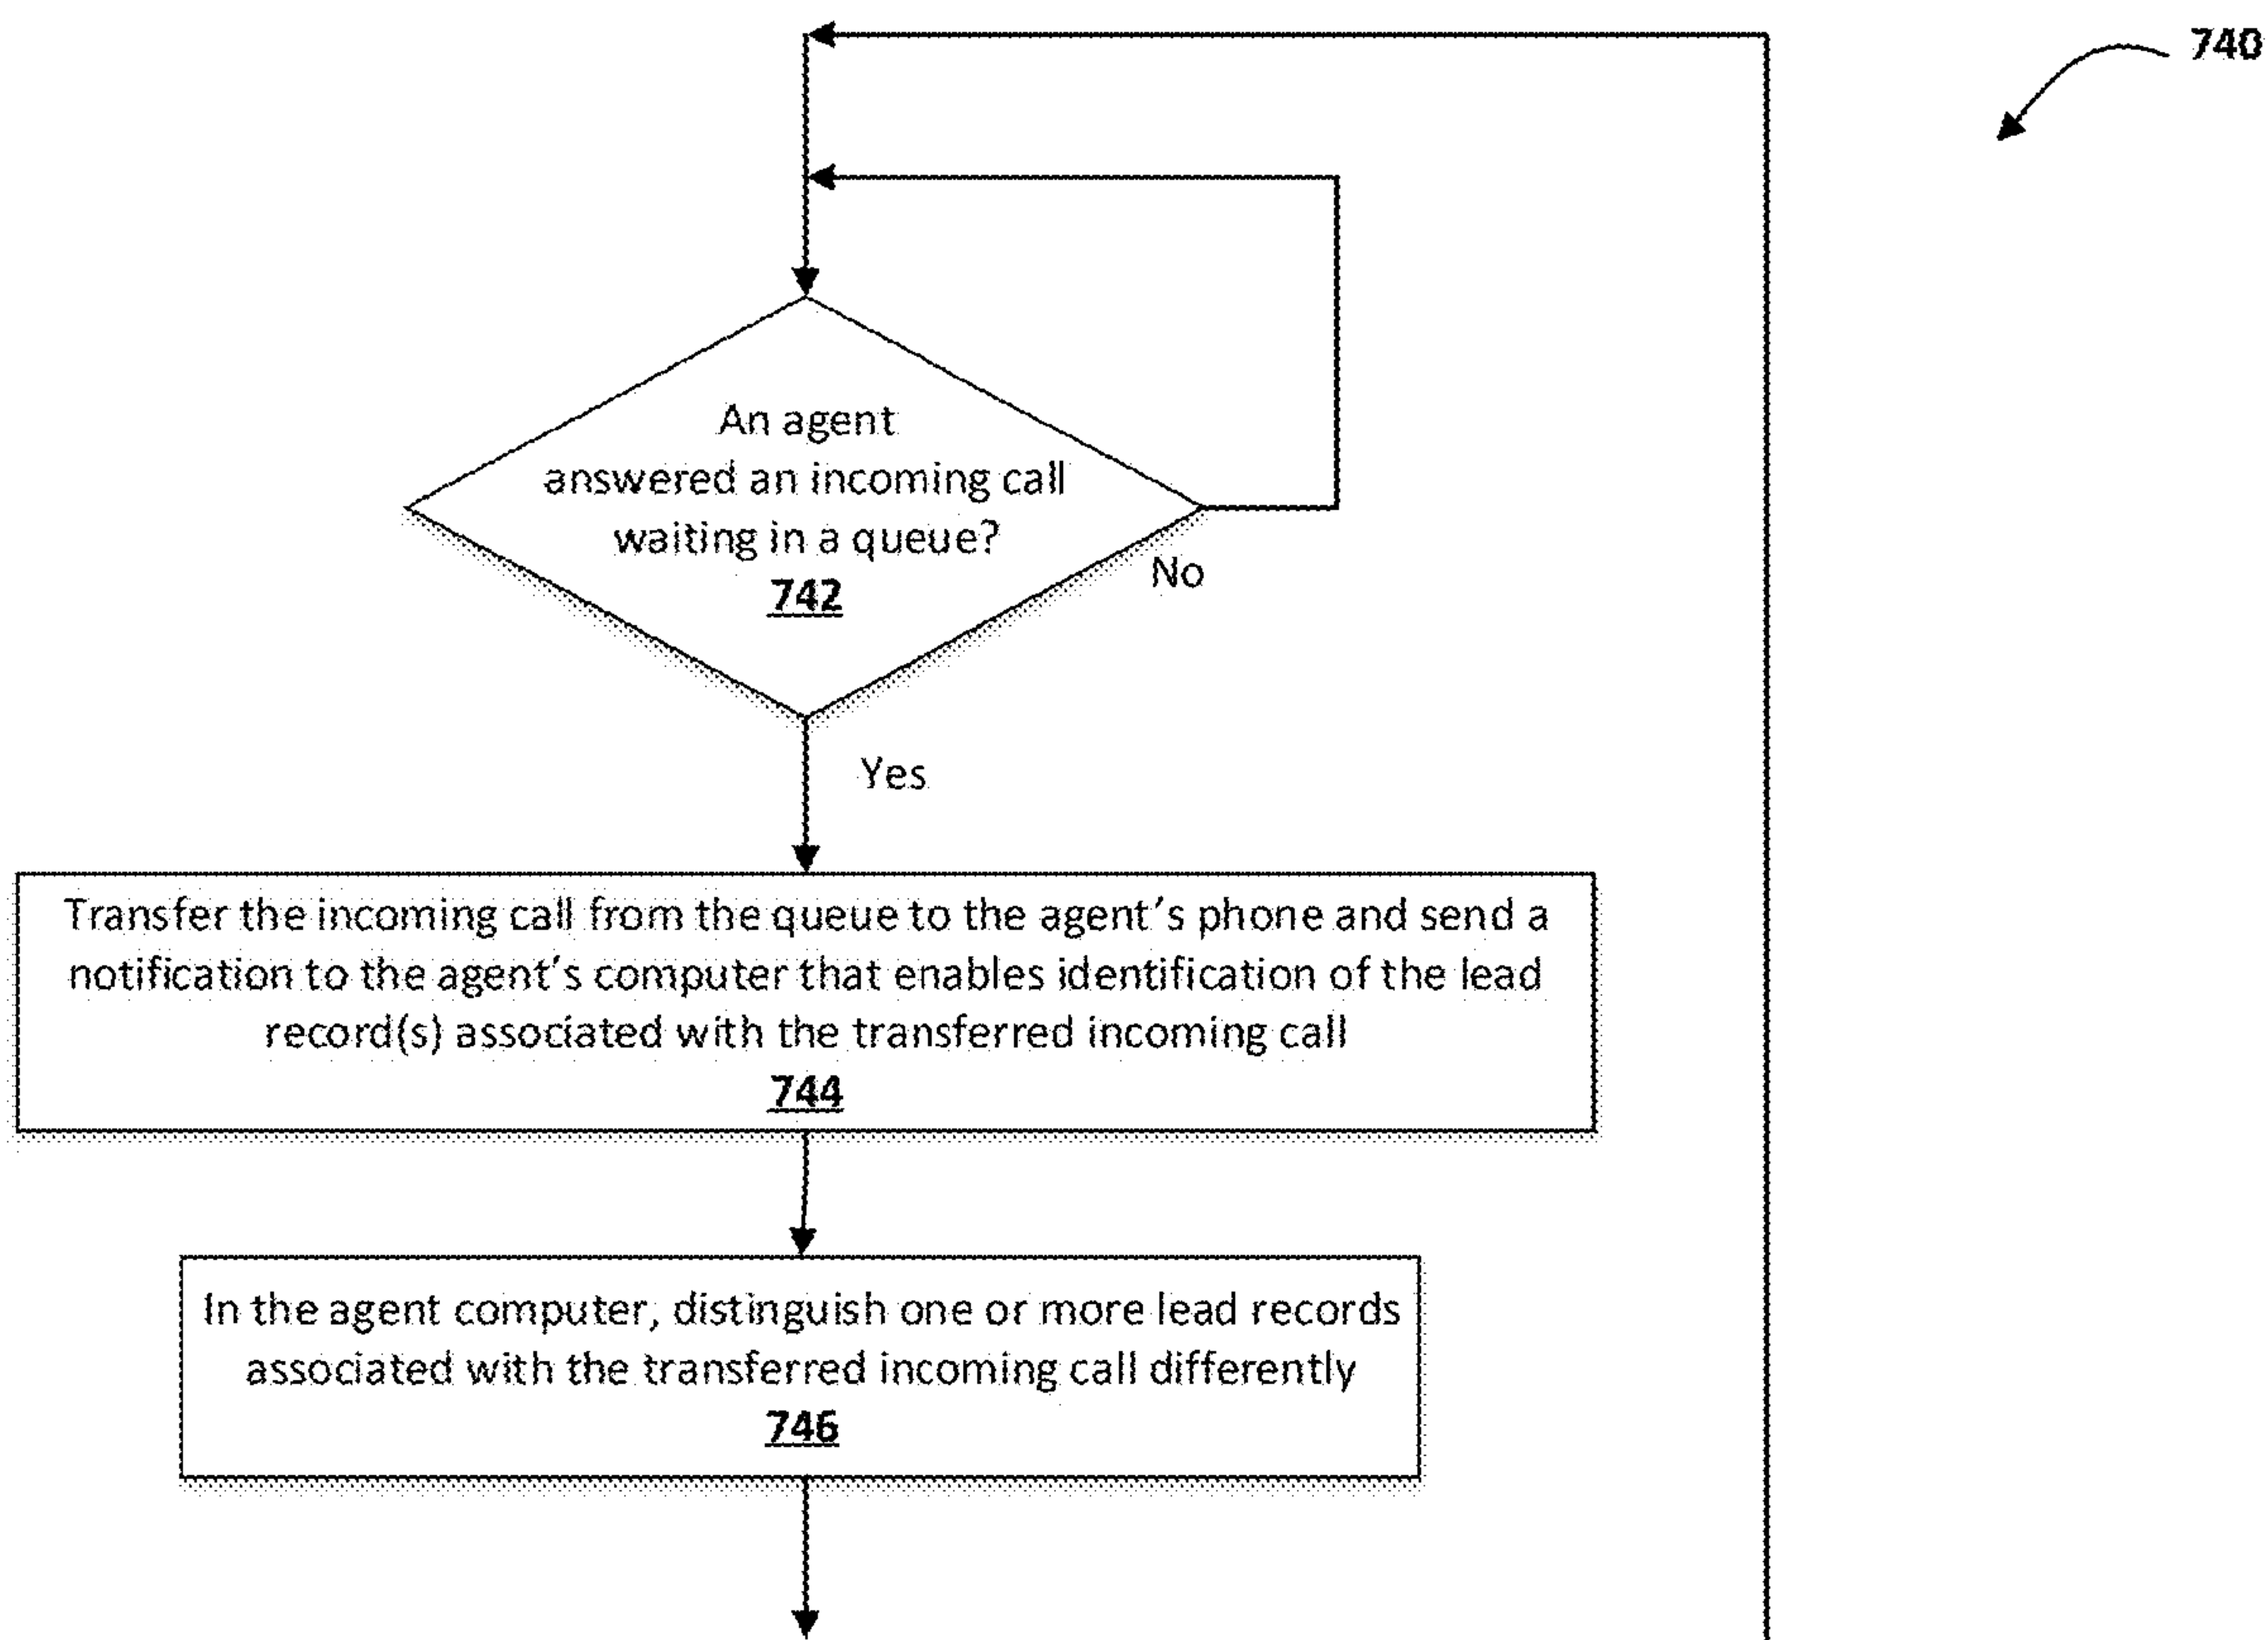 740
An agent
answered an incoming call
waiting in a queue?
742
No
Yes
Transfer the incoming call from the queue to the agent's phone and send a
notification to the agent's computer that enables identification of the lead
record(s) associated with the transferred incoming call
744
In the agent computer, distinguish one or more lead records
associated with the transferred incoming call differently
746